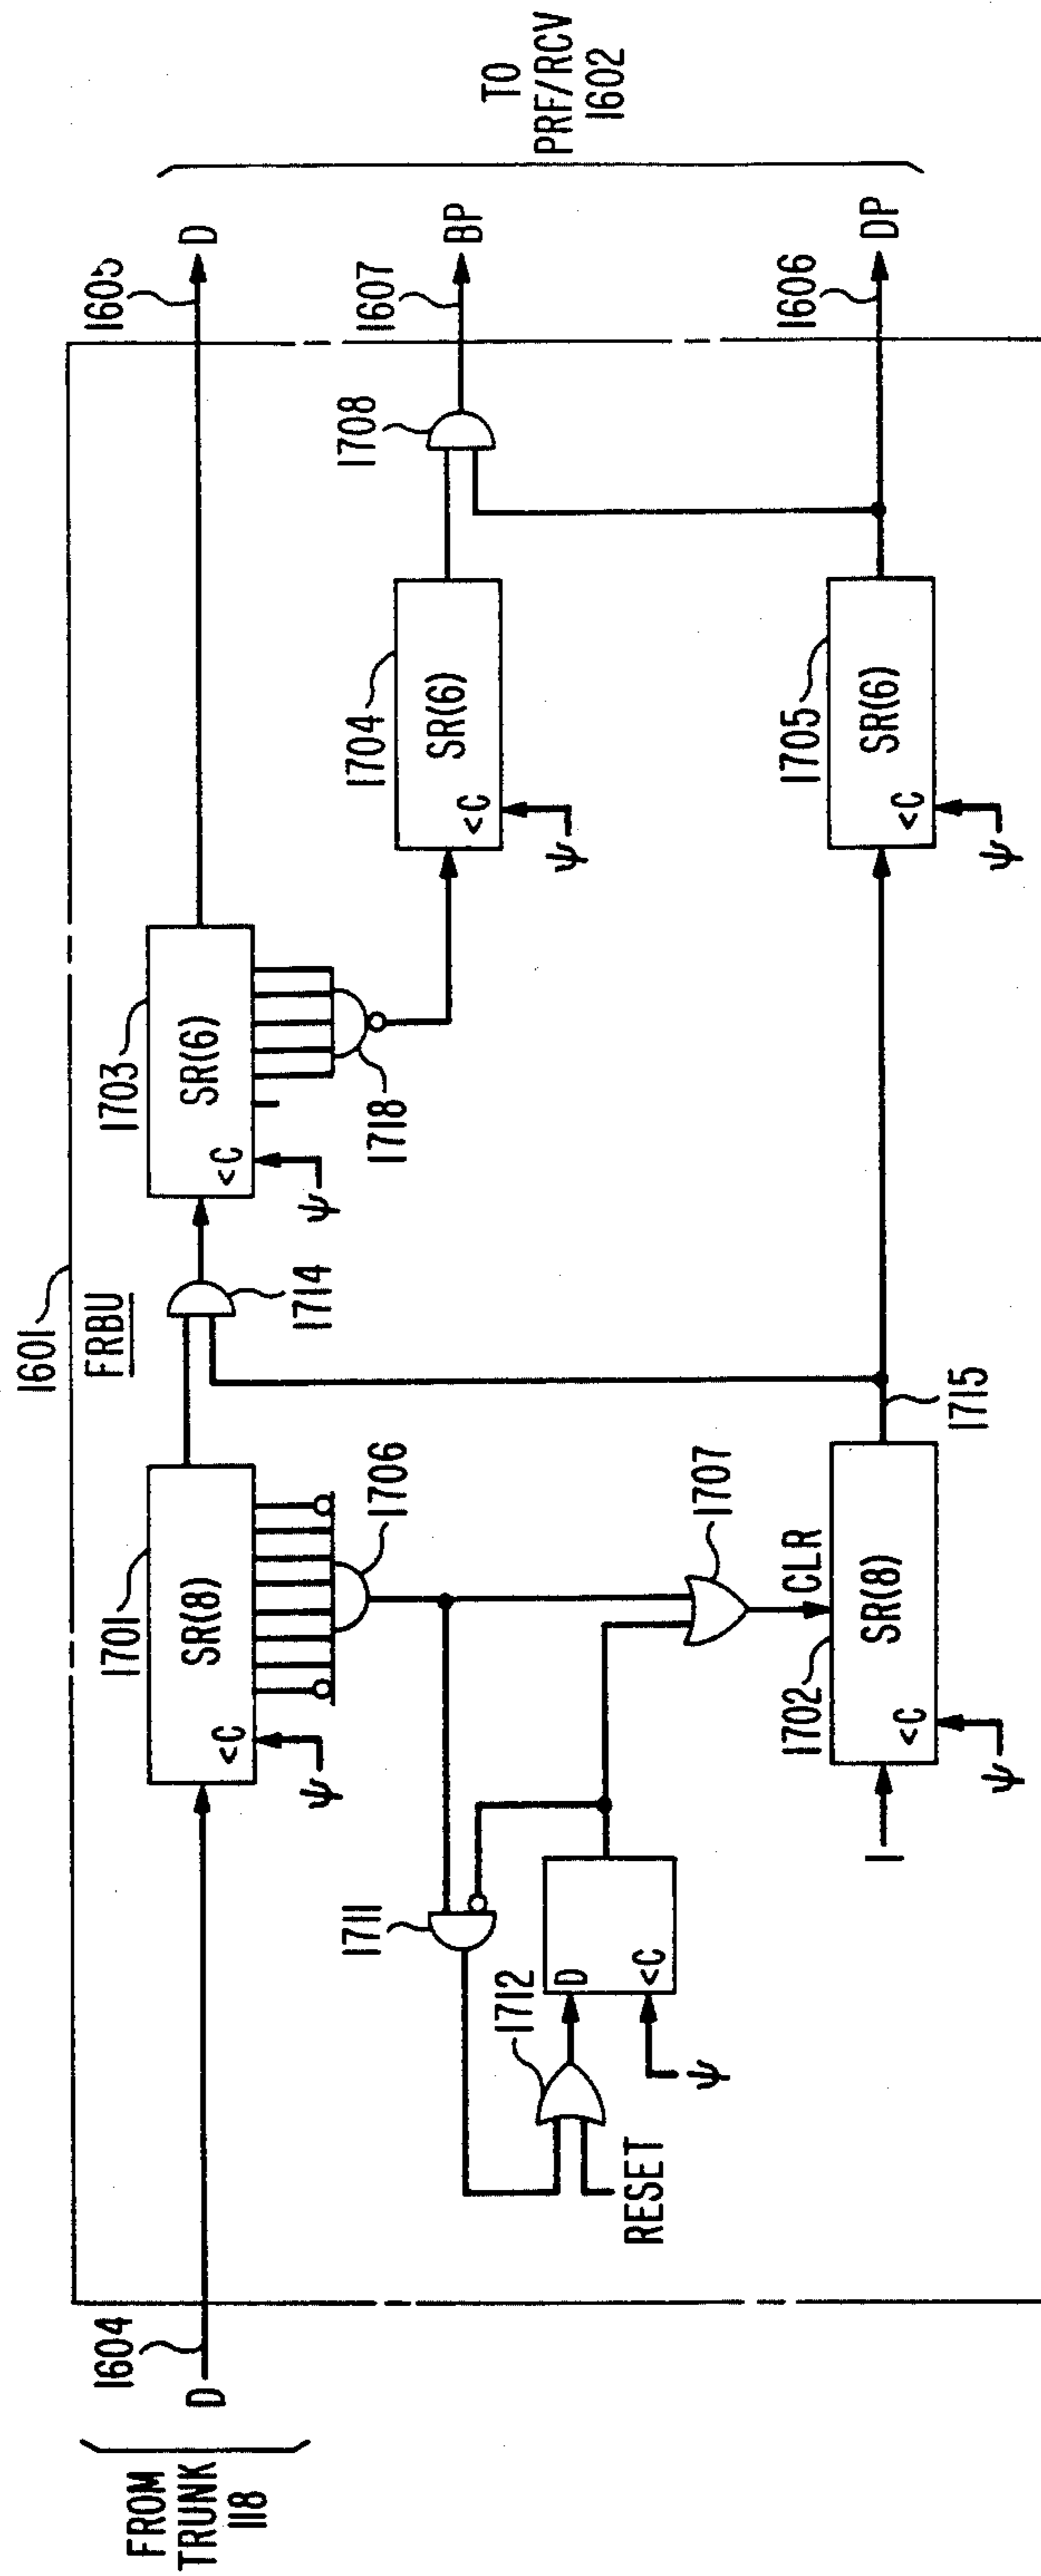 FROM
TRUNK
118
D
1604
1601
FRBU
1701
SR(8)
<C
ψ
1706
1714
1703
SR(6)
<C
ψ
1718
1605
D
1704
SR(6)
<C
ψ
1708
1607
BP
TO
PRF/RCV
1602
1711
1712
D
<C
ψ
RESET
1707
CLR
1702
SR(8)
<C
ψ
1
1715
1705
SR(6)
<C
ψ
1606
DP